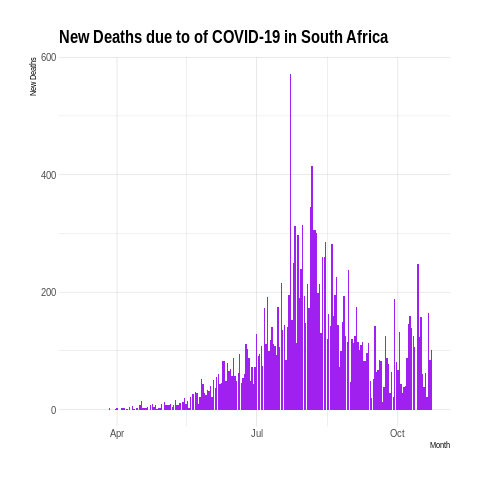 New Deaths due to of COVID-19 in South Africa
New Deaths
600
400
200
0
Apr
Jul
Oct
Month